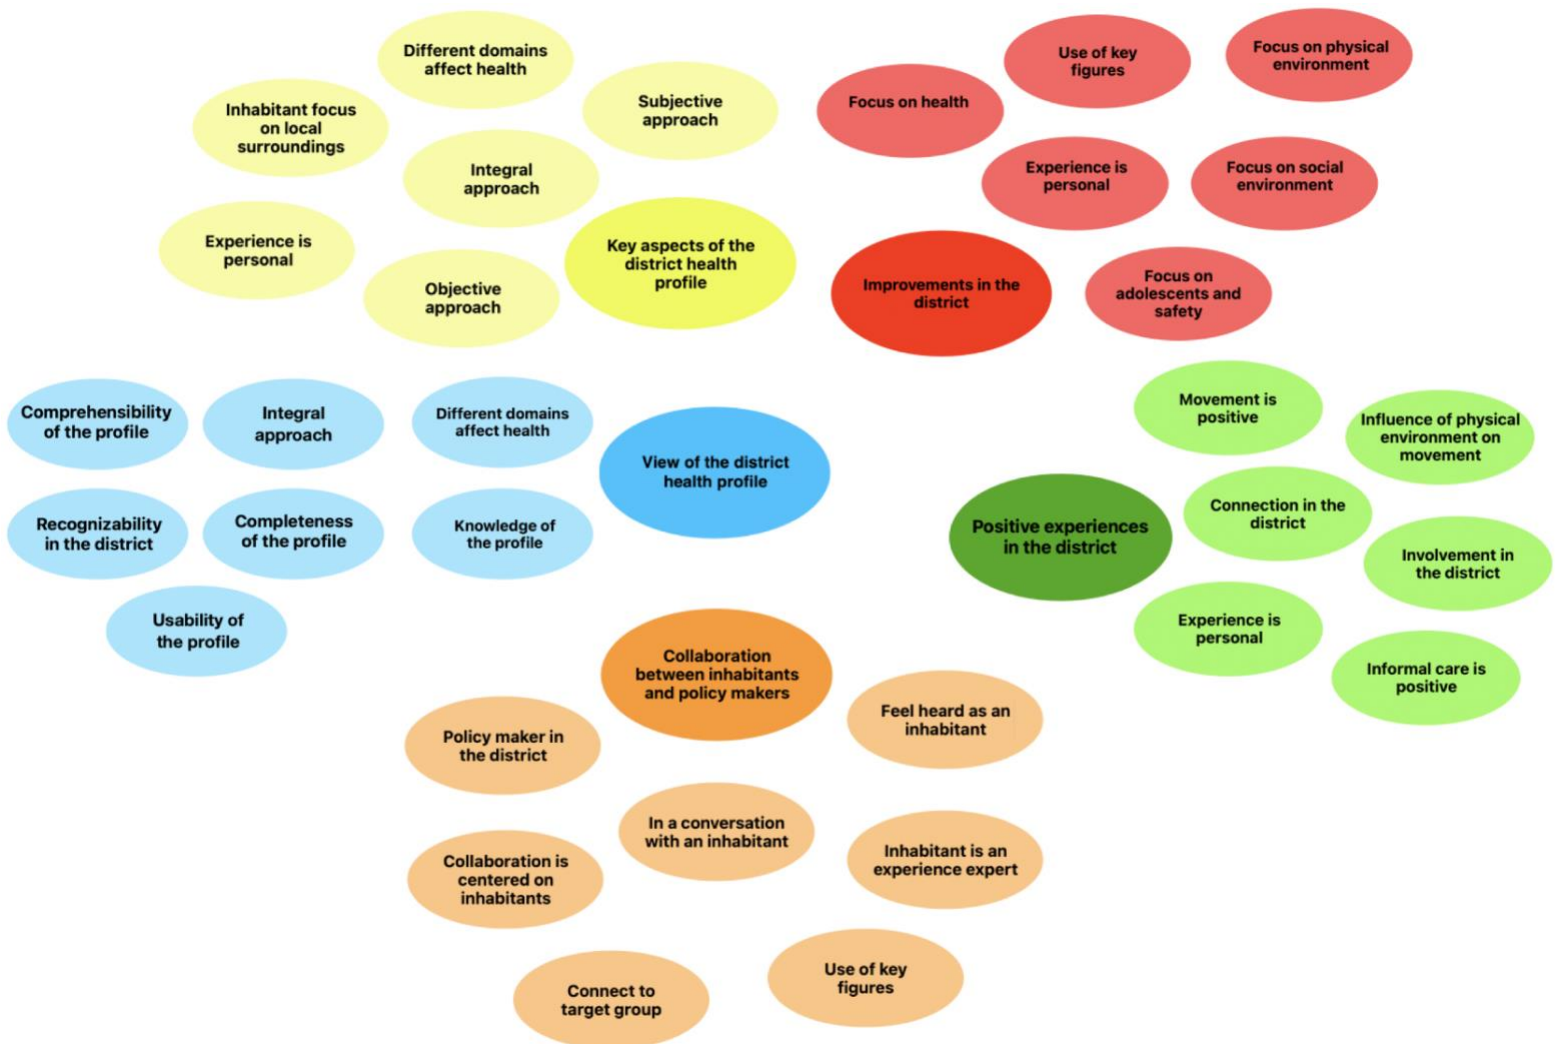 Different domains
affect health
Inhabitant focus
on local
surroundings
Subjective
approach
Integral
approach
Experience is
personal
Key aspects of the
district health
profile
Objective
approach
Use of key
figures
Focus on physical
environment
Focus on health
Experience is
personal
Focus on social
environment
Improvements in the
district
Focus on
adolescents and
safety
Comprehensibility
of the profile
Integral
approach
Different domains
affect health
View of the district
health profile
Recognizability
in the district
Completeness
of the profile
Knowledge of
the profile
Usability of
the profile
Movement is
positive
Influence of physical
environment on
movement
Connection in the
district
Positive experiences
in the district
Involvement in
the district
Experience is
personal
Informal care is
positive
Collaboration
between inhabitants
and policy makers
Feel heard as an
inhabitant
Policy maker in
the district
In a conversation
with an inhabitant
Inhabitant is an
experience expert
Collaboration is
centered on
inhabitants
Use of key
figures
Connect to
target group